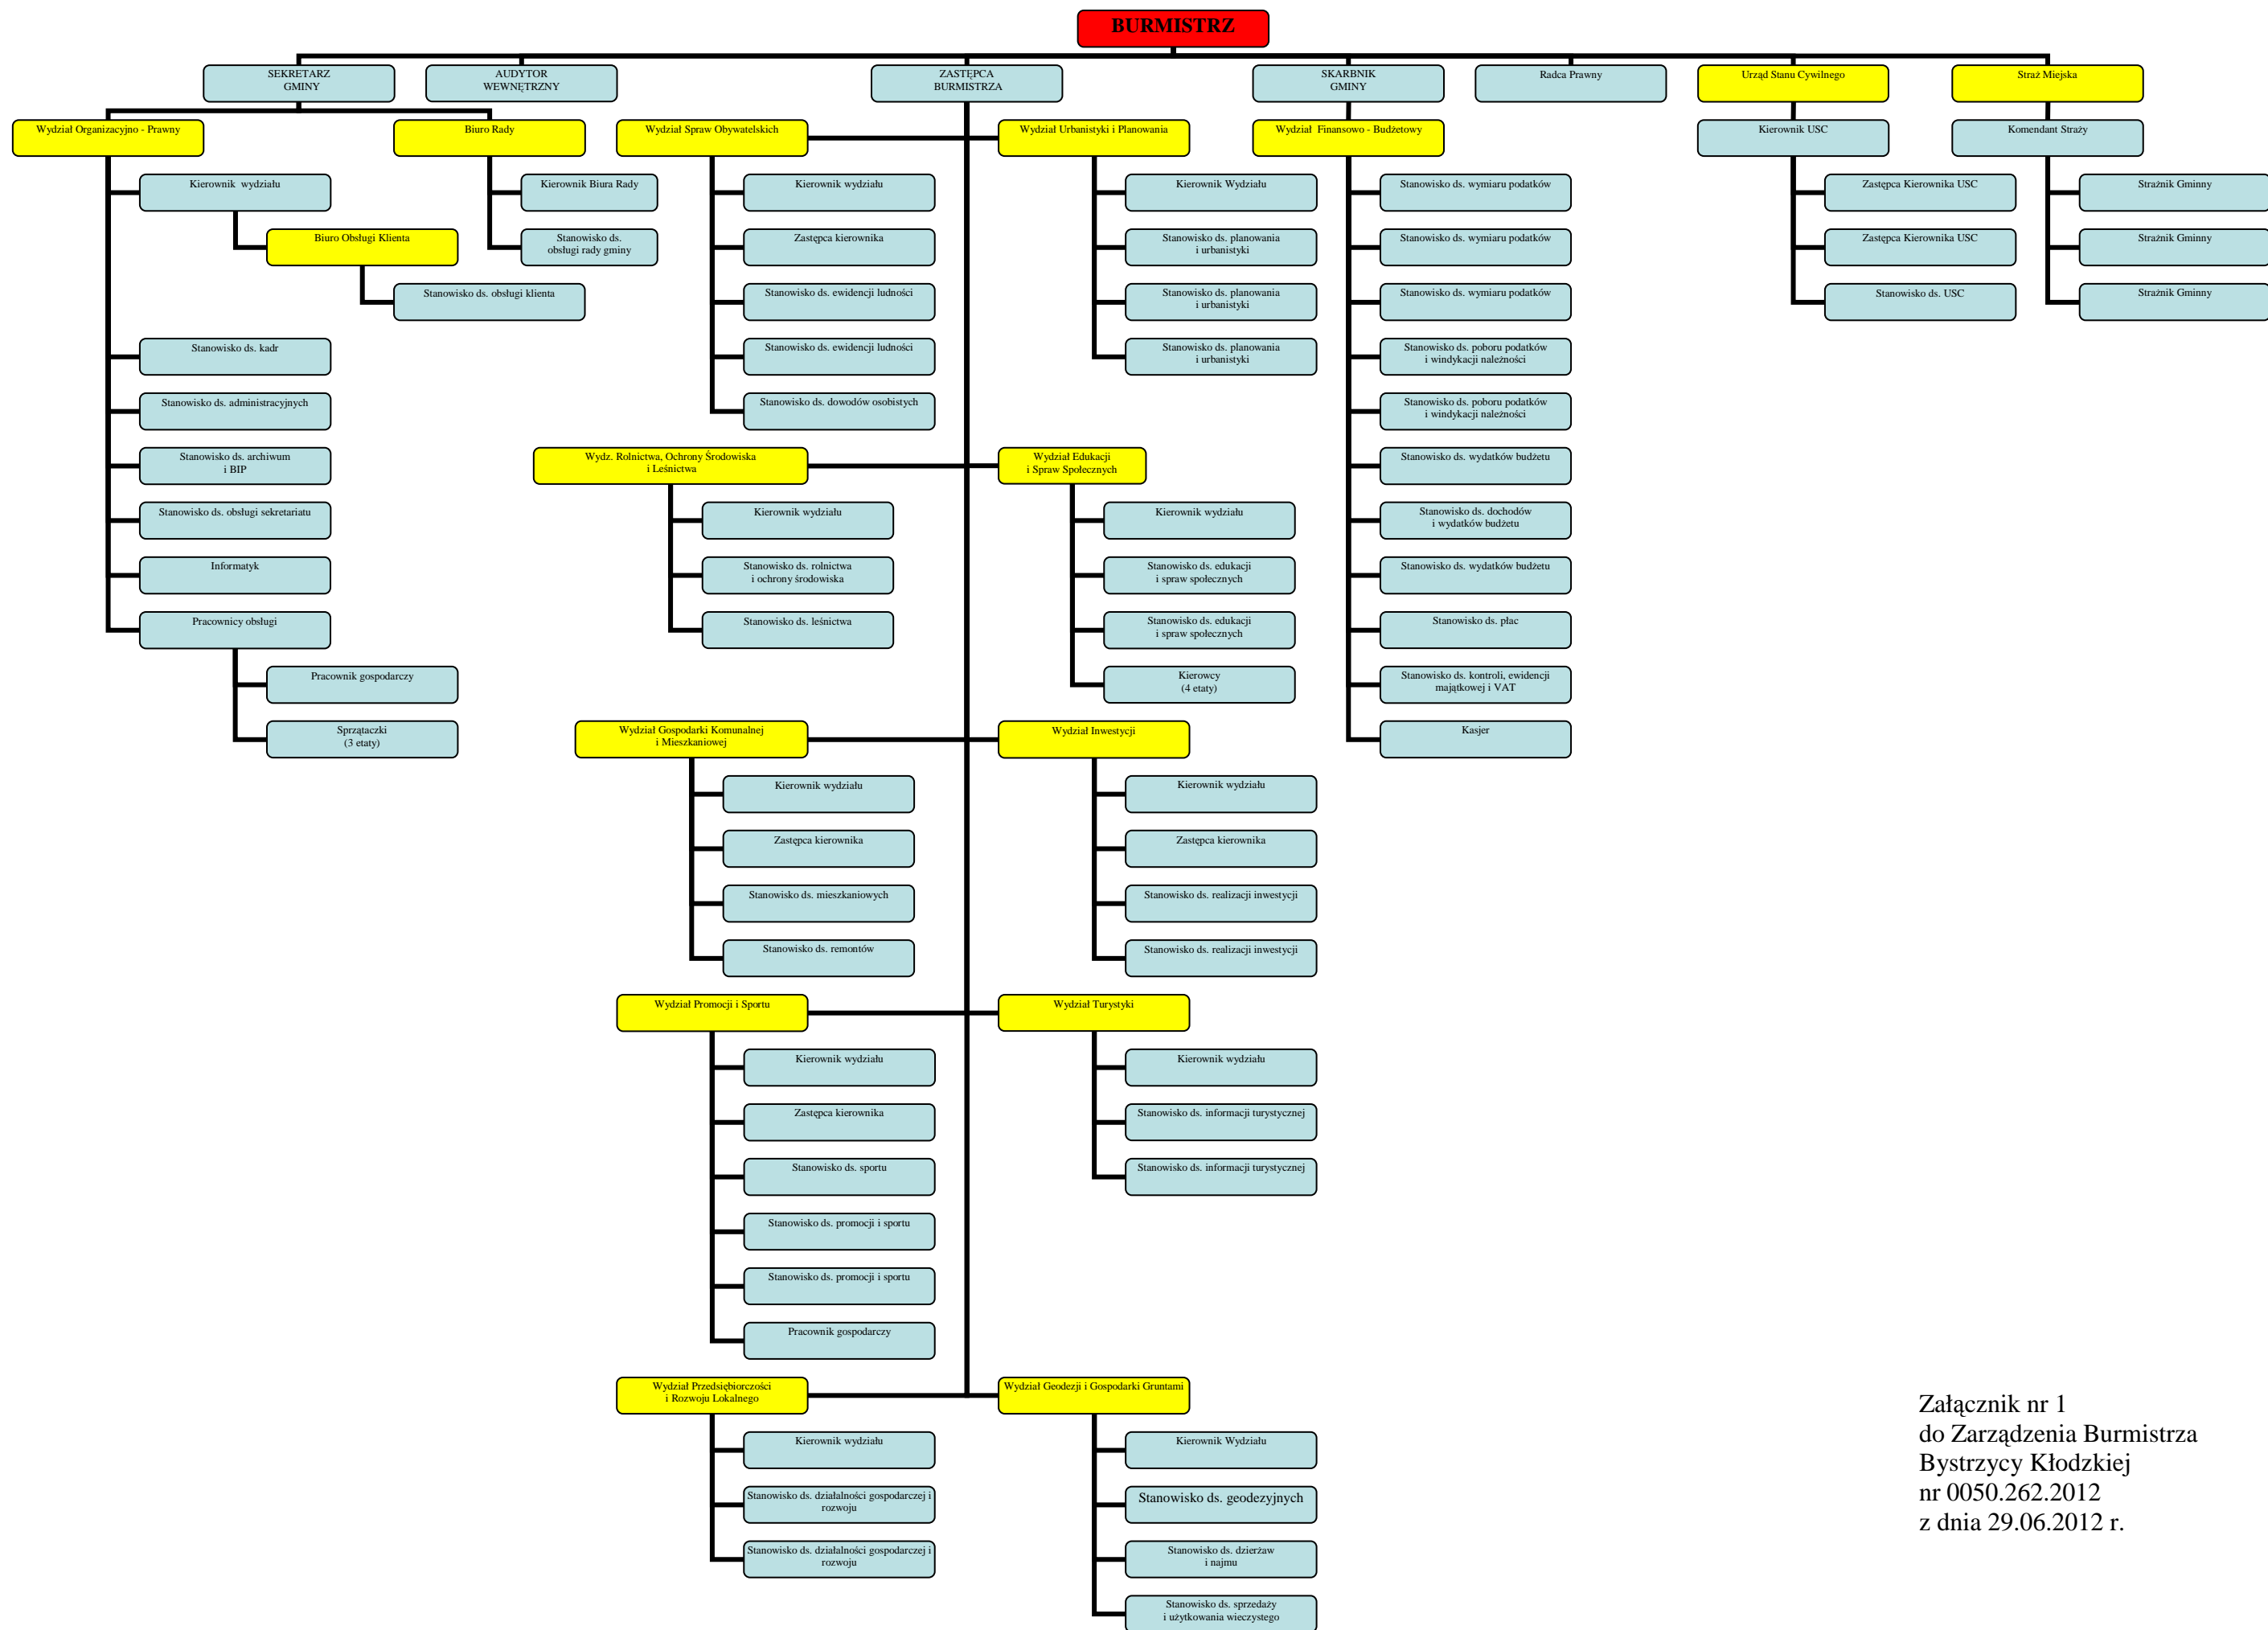 BURMISTRZ
SEKRETARZ
GMINY
AUDYTOR
WEWNĘTRZNY
ZASTĘPCA
BURMISTRZA
SKARBNIK
GMINY
Radca Prawny
Urząd Stanu Cywilnego
Straż Miejska
Wydział Organizacyjno - Prawny
Kierownik wydziału
Biuro Obsługi Klienta
Stanowisko ds. obsługi klienta
Stanowisko ds. kadr
Stanowisko ds. administracyjnych
Stanowisko ds. archiwum
i BIP
Stanowisko ds. obsługi sekretariatu
Informatyk
Pracownicy obsługi
Pracownik gospodarczy
Sprzątaczki
(3 etaty)
Biuro Rady
Kierownik Biura Rady
Stanowisko ds.
obsługi rady gminy
Wydział Spraw Obywatelskich
Kierownik wydziału
Zastępca kierownika
Stanowisko ds. ewidencji ludności
Stanowisko ds. ewidencji ludności
Stanowisko ds. dowodów osobistych
Wydział Urbanistyki i Planowania
Kierownik Wydziału
Stanowisko ds. planowania
i urbanistyki
Stanowisko ds. planowania
i urbanistyki
Stanowisko ds. planowania
i urbanistyki
Wydz. Rolnictwa, Ochrony Środowiska
i Leśnictwa
Kierownik wydziału
Stanowisko ds. rolnictwa
i ochrony środowiska
Stanowisko ds. leśnictwa
Wydział Edukacji
i Spraw Społecznych
Kierownik wydziału
Stanowisko ds. edukacji
i spraw społecznych
Stanowisko ds. edukacji
i spraw społecznych
Kierowcy
(4 etaty)
Wydział Gospodarki Komunalnej
i Mieszkaniowej
Kierownik wydziału
Zastępca kierownika
Stanowisko ds. mieszkaniowych
Stanowisko ds. remontów
Wydział Inwestycji
Kierownik wydziału
Zastępca kierownika
Stanowisko ds. realizacji inwestycji
Stanowisko ds. realizacji inwestycji
Wydział Promocji i Sportu
Kierownik wydziału
Zastępca kierownika
Stanowisko ds. sportu
Stanowisko ds. promocji i sportu
Stanowisko ds. promocji i sportu
Pracownik gospodarczy
Wydział Turystyki
Kierownik wydziału
Stanowisko ds. informacji turystycznej
Stanowisko ds. informacji turystycznej
Wydział Przedsiębiorczości
i Rozwoju Lokalnego
Kierownik wydziału
Stanowisko ds. działalności gospodarczej i
rozwoju
Stanowisko ds. działalności gospodarczej i
rozwoju
Wydział Geodezji i Gospodarki Gruntami
Kierownik Wydziału
Stanowisko ds. geodezyjnych
Stanowisko ds. dzierżaw
i najmu
Stanowisko ds. sprzedaży
i użytkowania wieczystego
Wydział Finansowo - Budżetowy
Stanowisko ds. wymiaru podatków
Stanowisko ds. wymiaru podatków
Stanowisko ds. wymiaru podatków
Stanowisko ds. poboru podatków
i windykacji należności
Stanowisko ds. poboru podatków
i windykacji należności
Stanowisko ds. wydatków budżetu
Stanowisko ds. dochodów
i wydatków budżetu
Stanowisko ds. wydatków budżetu
Stanowisko ds. płac
Stanowisko ds. kontroli, ewidencji
majątkowej i VAT
Kasjer
Kierownik USC
Zastępca Kierownika USC
Zastępca Kierownika USC
Stanowisko ds. USC
Komendant Straży
Strażnik Gminny
Strażnik Gminny
Strażnik Gminny
Załącznik nr 1
do Zarządzenia Burmistrza
Bystrzycy Kłodzkiej
nr 0050.262.2012
z dnia 29.06.2012 r.